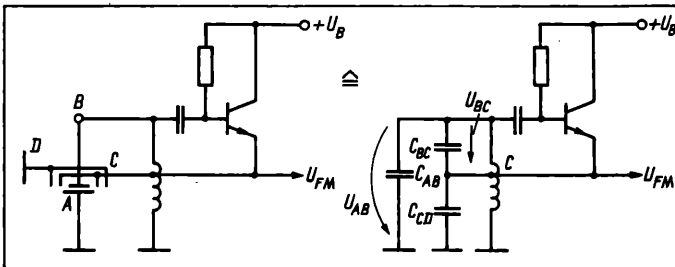 +U_B
B
D
C
A
U_FM
≙
+U_B
U_BC
C_BC
C
C_AB
U_AB
C_CD
U_FM